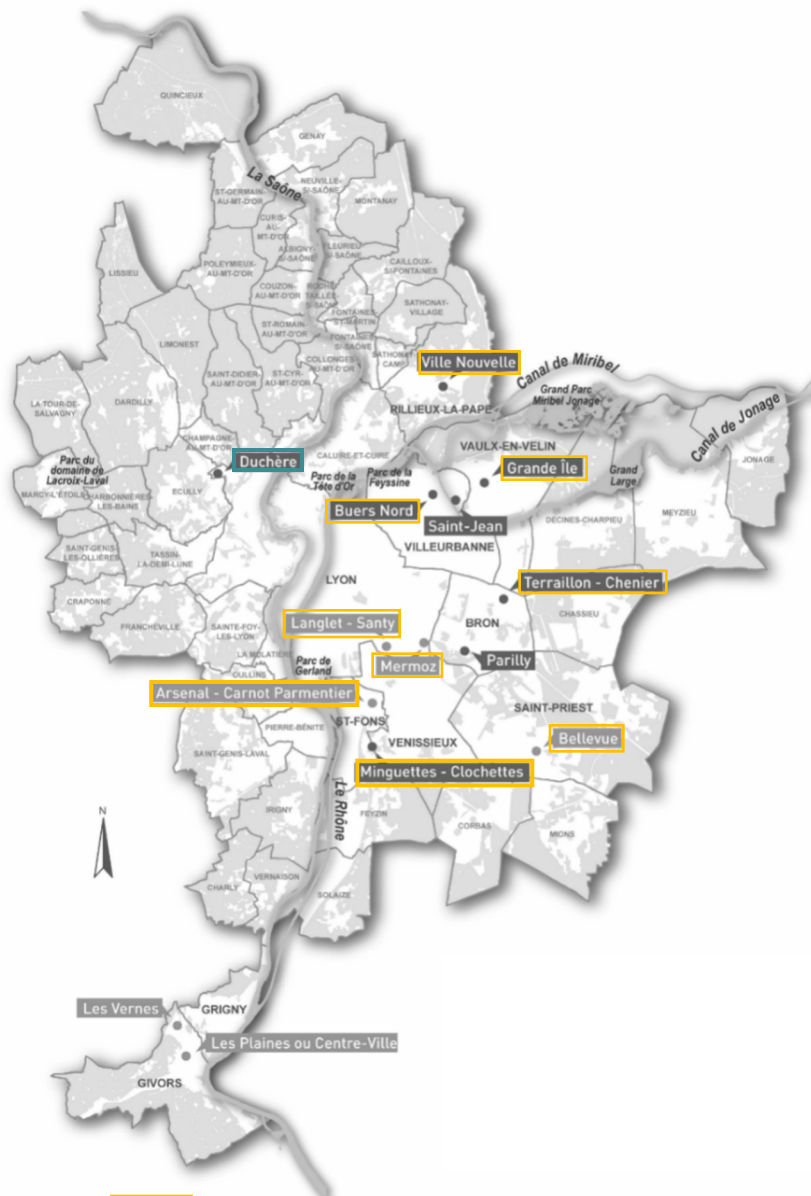 QUINCIEUX
GENAY
La Saône
NEUVILLE-
S/-SAÔNE
ST-GERMAIN-
AU-MT-D'OR
MONTANAY
CURIS-
AU-
MT-D'OR
ALBIGNY-
S/-SAÔNE
FLEURIEU-
S/-SAÔNE
CAILLOUX-
S/-FONTAINES
POLEYMIEUX-
AU-MT-D'OR
LISSIEU
COUZON-
AU-MT-D'OR
ROCHE-
TAILLÉE-
S/-SAÔNE
SATHONAY-
VILLAGE
FONTAINES-
ST-MARTIN
ST-ROMAIN-
AU-MT-D'OR
FONTAINES-
S/-SAÔNE
LIMONEST
SATHONAY-
CAMP
COLLONGES-
AU-MT-D'OR
SAINT-DIDIER-
AU-MT-D'OR
ST-CYR-
AU-MT-D'OR
Ville Nouvelle
Canal de Miribel
Grand Parc
Miribel Jonage
LA TOUR-DE-
SALVAGNY
DARDILLY
RILLIEUX-LA-PAPE
Canal de Jonage
CHAMPAGNE-
AU-MT-D'OR
VAULX-EN-VELIN
CALUIRE-ET-CUIRE
Duchère
Parc du
domaine de
Lacroix-Laval
Grande Île
JONAGE
Parc de la
Tête d'Or
Parc de la
Feyssine
Grand
Large
MARCY-L'ÉTOILE
CHARBONNIÈRES-
LES-BAINS
ECULLY
Buers Nord
Saint-Jean
MEYZIEU
DECINES-CHARPIEU
VILLEURBANNE
SAINT-GENIS-
LES-OLLIÈRES
TASSIN-
LA-DEMI-LUNE
LYON
Terraillon - Chenier
CRAPONNE
FRANCHEVILLE
SAINTE-FOY-
LES-LYON
Langlet - Santy
BRON
CHASSIEU
LA MULATIÈRE
Parc de
Gerland
Mermoz
Parilly
OULLINS
Arsenal - Carnot Parmentier
SAINT-PRIEST
ST-FONS
PIERRE-BÉNITE
VENISSIEUX
Bellevue
SAINT-GENIS-LAVAL
Minguettes - Clochettes
N
Le Rhône
IRIGNY
FEYZIN
CORBAS
MIONS
CHARLY
VERNAISON
SOLAIZE
Les Vernes
GRIGNY
Les Plaines ou Centre-Ville
GIVORS